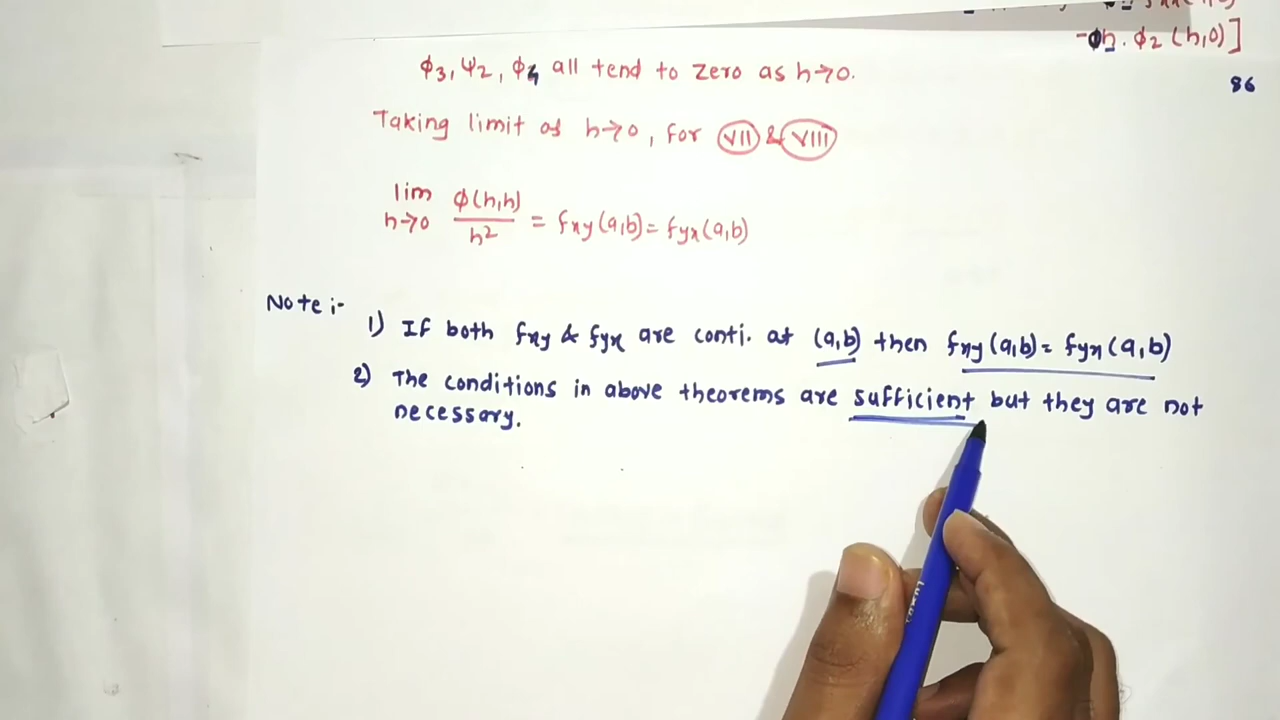 -φh. φ2 (h,0)]
86
φ3, ψ2, φ4 all tend to zero as h→0.
Taking limit as h→0, for VII & VIII
lim h→0 φ(h,h)/h² = fxy(a,b) = fyx(a,b)
Note :-
1) If both fxy & fyx are conti. at (a,b) then fxy(a,b) = fyx(a,b)
2) The conditions in above theorems are sufficient but they are not
necessary.